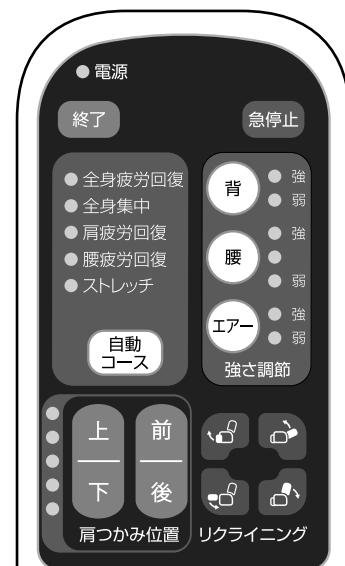 電源
終了
急停止
全身疲労回復
全身集中
肩疲労回復
腰疲労回復
ストレッチ
自動
コース
背
強
弱
腰
強
弱
エアー
強
弱
強さ調節
上
下
前
後
肩つかみ位置
リクライニング